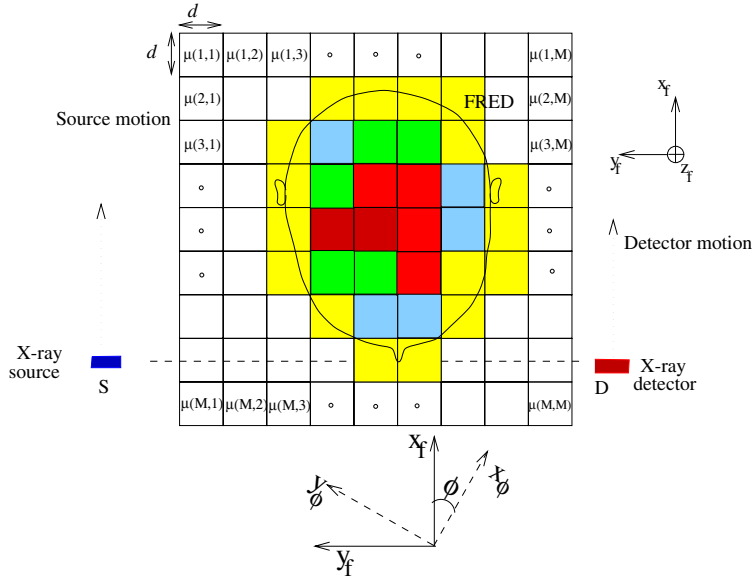 d
d
μ(1,1) μ(1,2) μ(1,3) μ(1,M)
μ(2,1) FRED μ(2,M)
Source motion
μ(3,1) μ(3,M)
x_f
y_f
z_f
Detector motion
X-ray
source
S
X-ray
detector
D
μ(M,1) μ(M,2) μ(M,3) μ(M,M)
x_f
y_ϕ
ϕ
x_ϕ
y_f